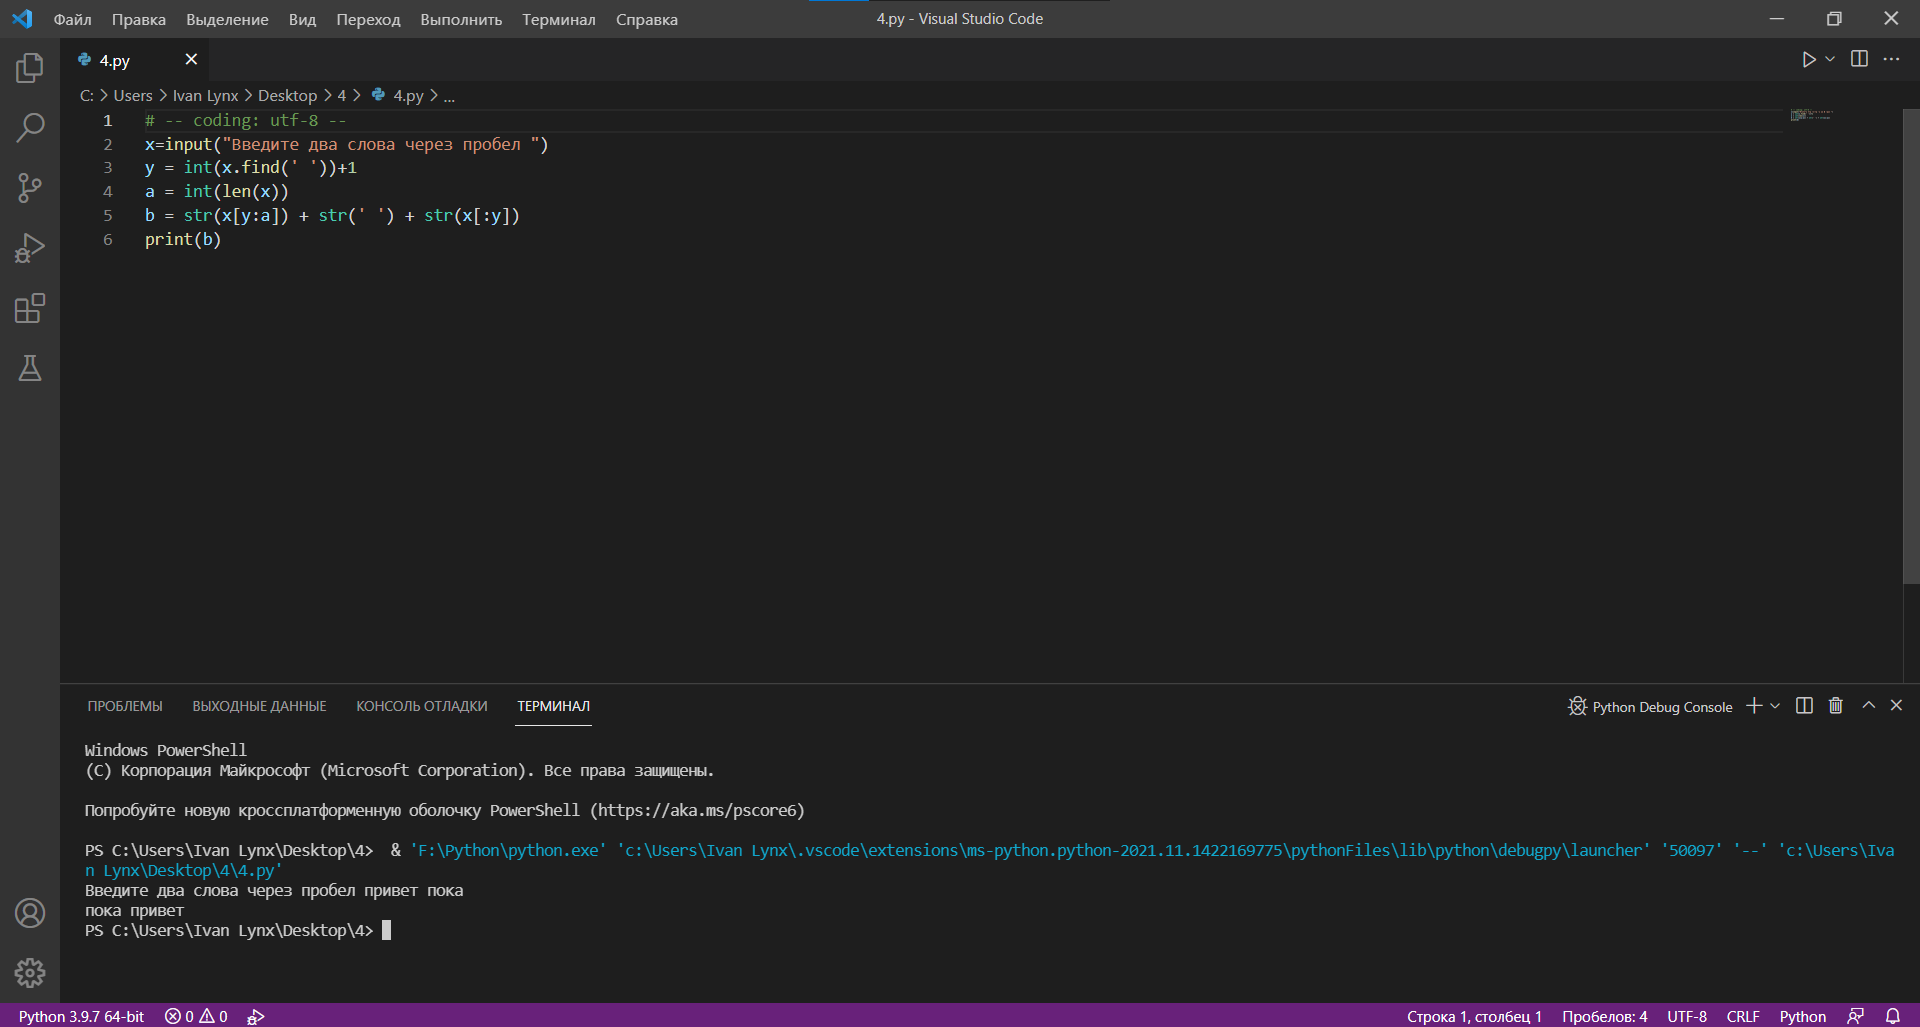 Файл Правка Выделение Вид Переход Выполнить Терминал Справка 4.py - Visual Studio Code
4.py
C: > Users > Ivan Lynx > Desktop > 4 > 4.py > ...
1 # -- coding: utf-8 --
2 x=input("Введите два слова через пробел ")
3 y = int(x.find(' '))+1
4 a = int(len(x))
5 b = str(x[y:a]) + str(' ') + str(x[:y])
6 print(b)
ПРОБЛЕМЫ ВЫХОДНЫЕ ДАННЫЕ КОНСОЛЬ ОТЛАДКИ ТЕРМИНАЛ Python Debug Console
Windows PowerShell
(C) Корпорация Майкрософт (Microsoft Corporation). Все права защищены.
Попробуйте новую кроссплатформенную оболочку PowerShell (https://aka.ms/pscore6)
PS C:\Users\Ivan Lynx\Desktop\4>  & 'F:\Python\python.exe' 'c:\Users\Ivan Lynx\.vscode\extensions\ms-python.python-2021.11.1422169775\pythonFiles\lib\python\debugpy\launcher' '50097' '--' 'c:\Users\Iva
n Lynx\Desktop\4\4.py'
Введите два слова через пробел привет пока
пока привет
PS C:\Users\Ivan Lynx\Desktop\4>
Python 3.9.7 64-bit 0 0 Строка 1, столбец 1 Пробелов: 4 UTF-8 CRLF Python